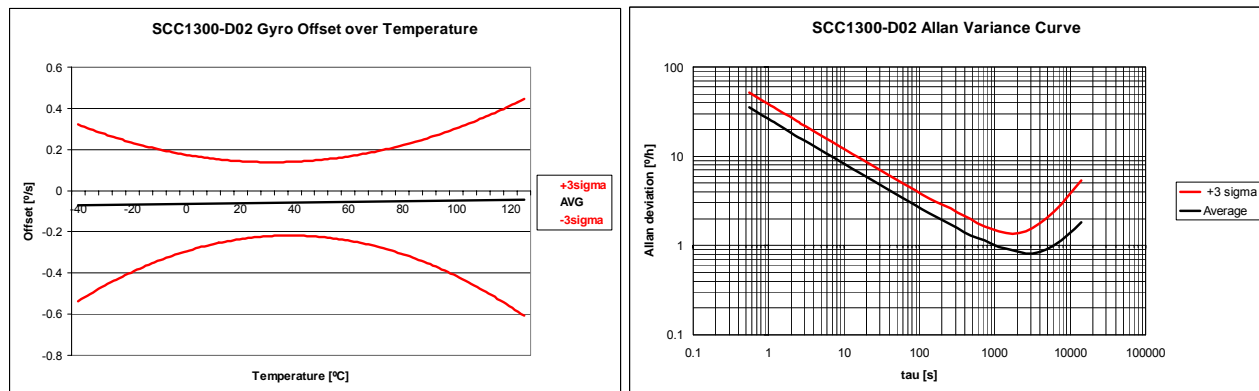 SCC1300-D02 Gyro Offset over Temperature
0.6
0.4
0.2
0
-0.2
-0.4
-0.6
-0.8
-40 -20 0 20 40 60 80 100 120
Offset [º/s]
Temperature [ºC]
+3sigma
AVG
-3sigma
SCC1300-D02 Allan Variance Curve
100
10
1
0.1
0.1 1 10 100 1000 10000 100000
Allan deviation [º/h]
tau [s]
+3 sigma
Average